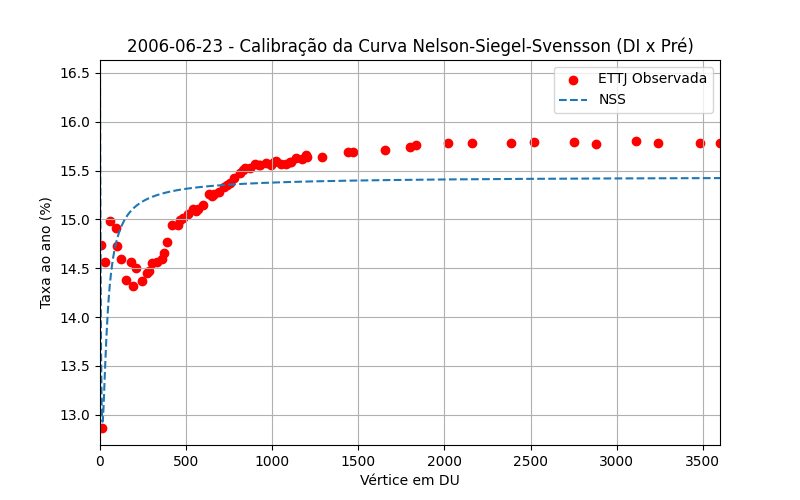 2006-06-23 - Calibração da Curva Nelson-Siegel-Svensson (DI x Pré)
ETTJ Observada
NSS
Taxa ao ano (%)
16.5
16.0
15.5
15.0
14.5
14.0
13.5
13.0
0 500 1000 1500 2000 2500 3000 3500
Vértice em DU